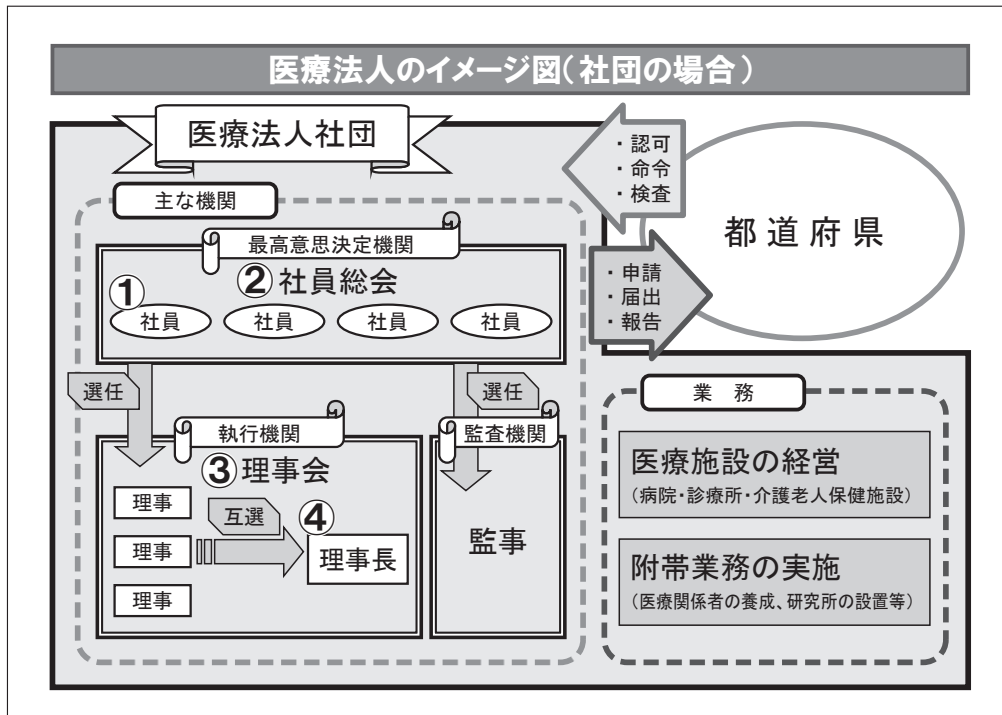 医療法人のイメージ図(社団の場合)
医療法人社団
主な機関
最高意思決定機関
①
②社員総会
社員
社員
社員
社員
選任
選任
執行機関
③理事会
理事
理事
理事
互選
④
理事長
監査機関
監事
・認可
・命令
・検査
都道府県
・申請
・届出
・報告
業務
医療施設の経営
(病院・診療所・介護老人保健施設)
附帯業務の実施
(医療関係者の養成、研究所の設置等)